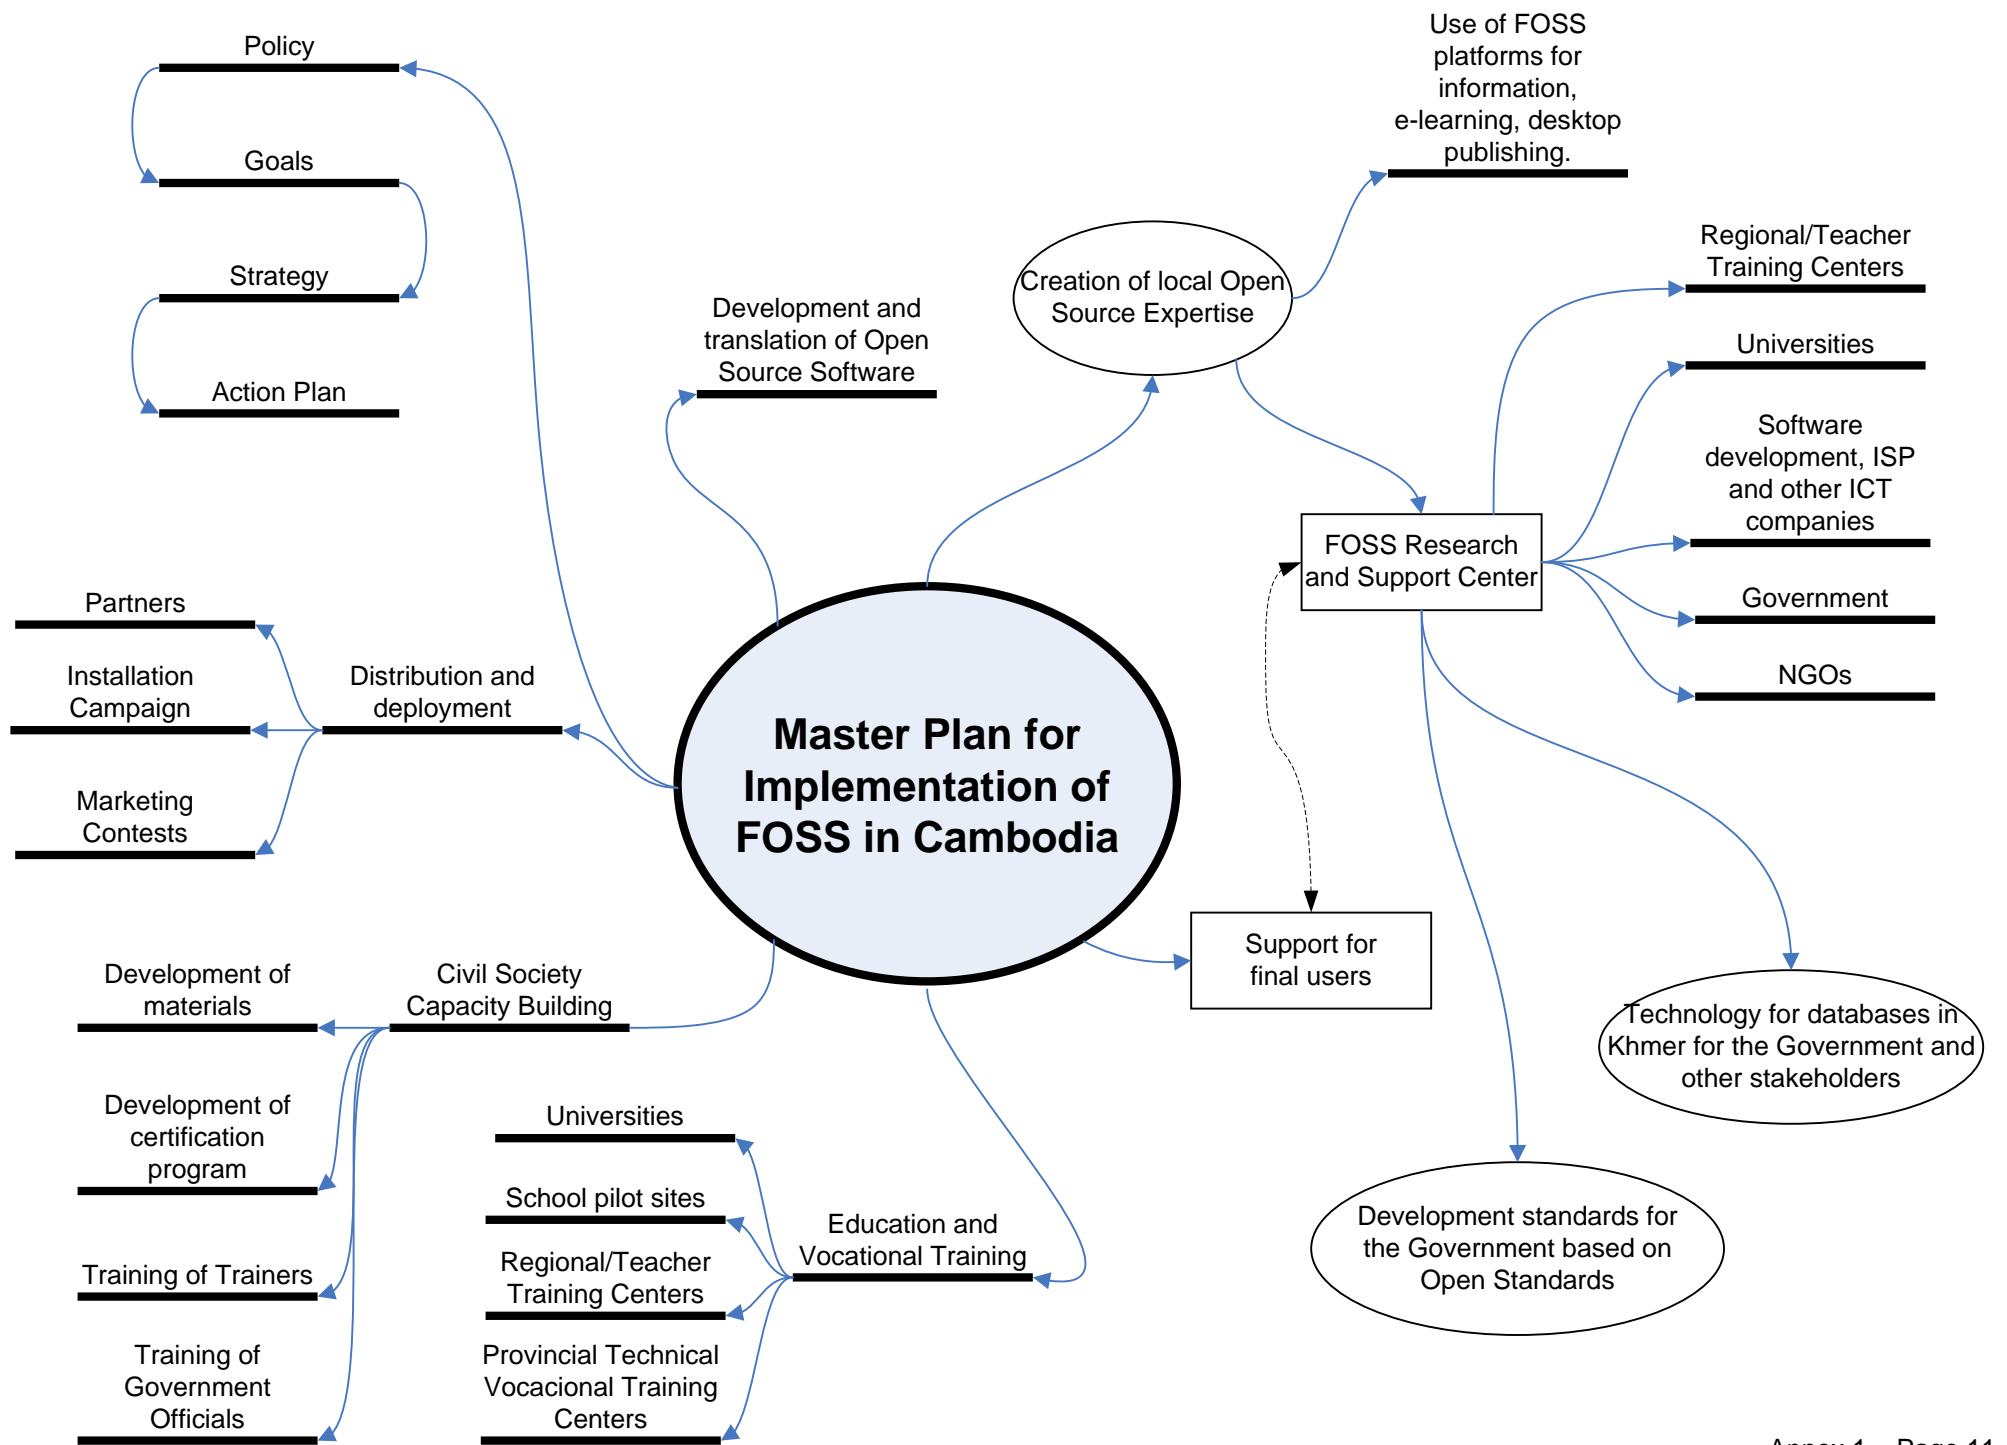 Policy
Goals
Strategy
Action Plan
Development and
translation of Open
Source Software
Creation of local Open
Source Expertise
Use of FOSS
platforms for
information,
e-learning, desktop
publishing.
Regional/Teacher
Training Centers
Universities
Software
development, ISP
and other ICT
companies
Government
NGOs
FOSS Research
and Support Center
Partners
Installation
Campaign
Marketing
Contests
Distribution and
deployment
Master Plan for
Implementation of
FOSS in Cambodia
Support for
final users
Technology for databases in
Khmer for the Government and
other stakeholders
Development standards for
the Government based on
Open Standards
Civil Society
Capacity Building
Development of
materials
Development of
certification
program
Training of Trainers
Training of
Government
Officials
Universities
School pilot sites
Regional/Teacher
Training Centers
Provincial Technical
Vocacional Training
Centers
Education and
Vocational Training